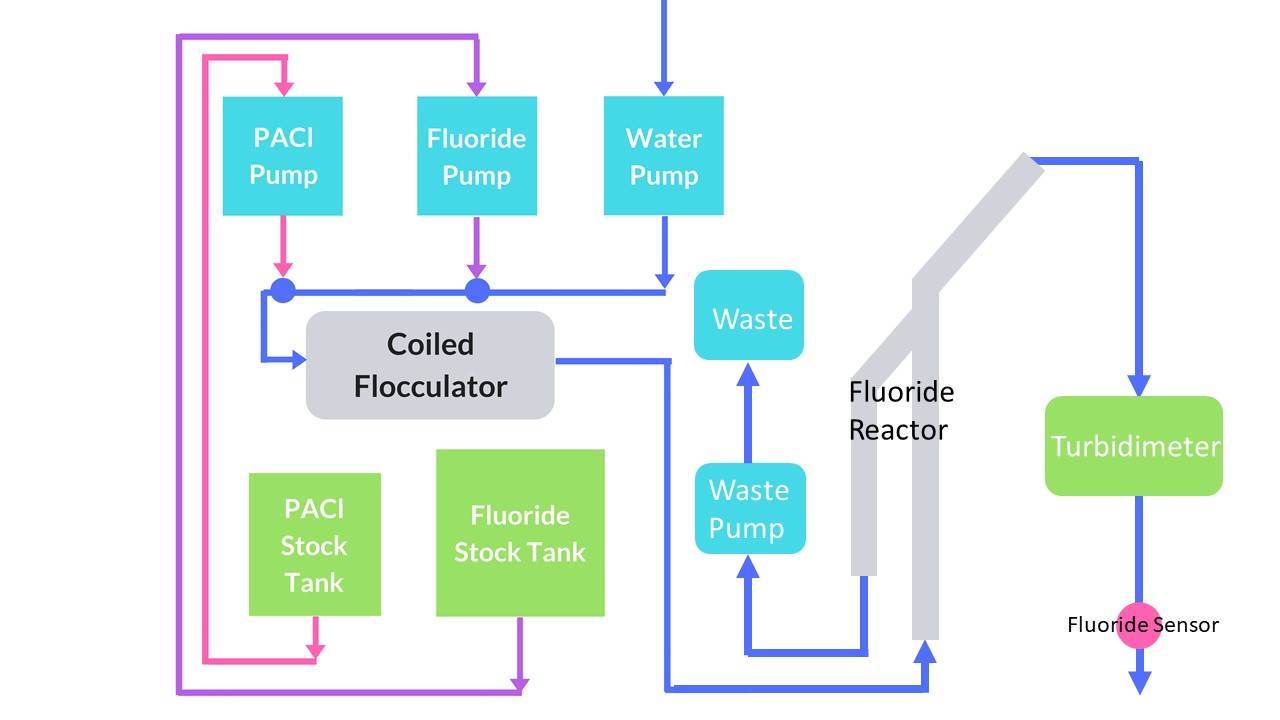 PACl
Pump
Fluoride
Pump
Water
Pump
Waste
Coiled
Flocculator
Fluoride
Reactor
Turbidimeter
Waste
Pump
PACl
Stock
Tank
Fluoride
Stock Tank
Fluoride Sensor